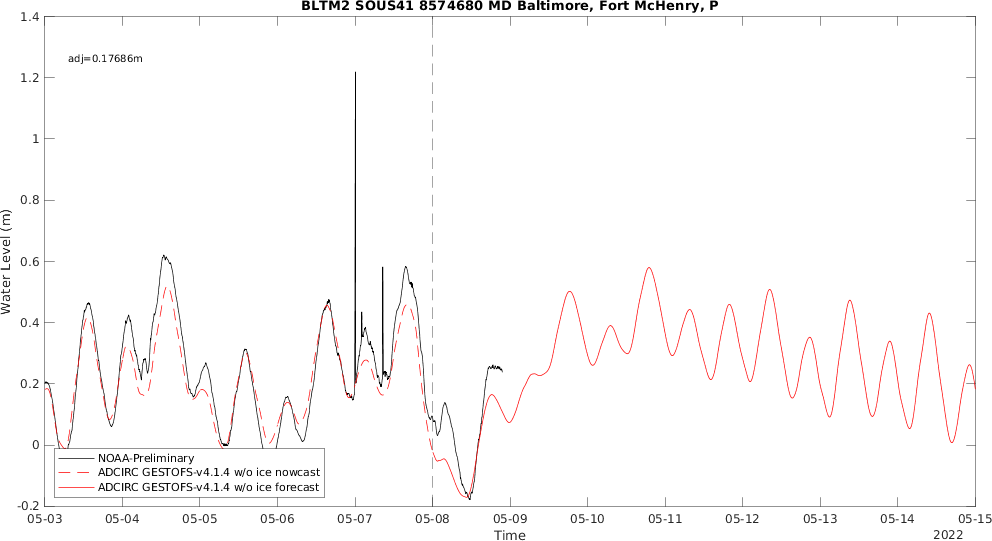 BLTM2 SOUS41 8574680 MD Baltimore, Fort McHenry, P
adj=0.17686m
1.4
1.2
1
0.8
0.6
0.4
0.2
0
-0.2
Water Level (m)
NOAA-Preliminary
ADCIRC GESTOFS-v4.1.4 w/o ice nowcast
ADCIRC GESTOFS-v4.1.4 w/o ice forecast
05-03 05-04 05-05 05-06 05-07 05-08 05-09 05-10 05-11 05-12 05-13 05-14 05-15
Time
2022